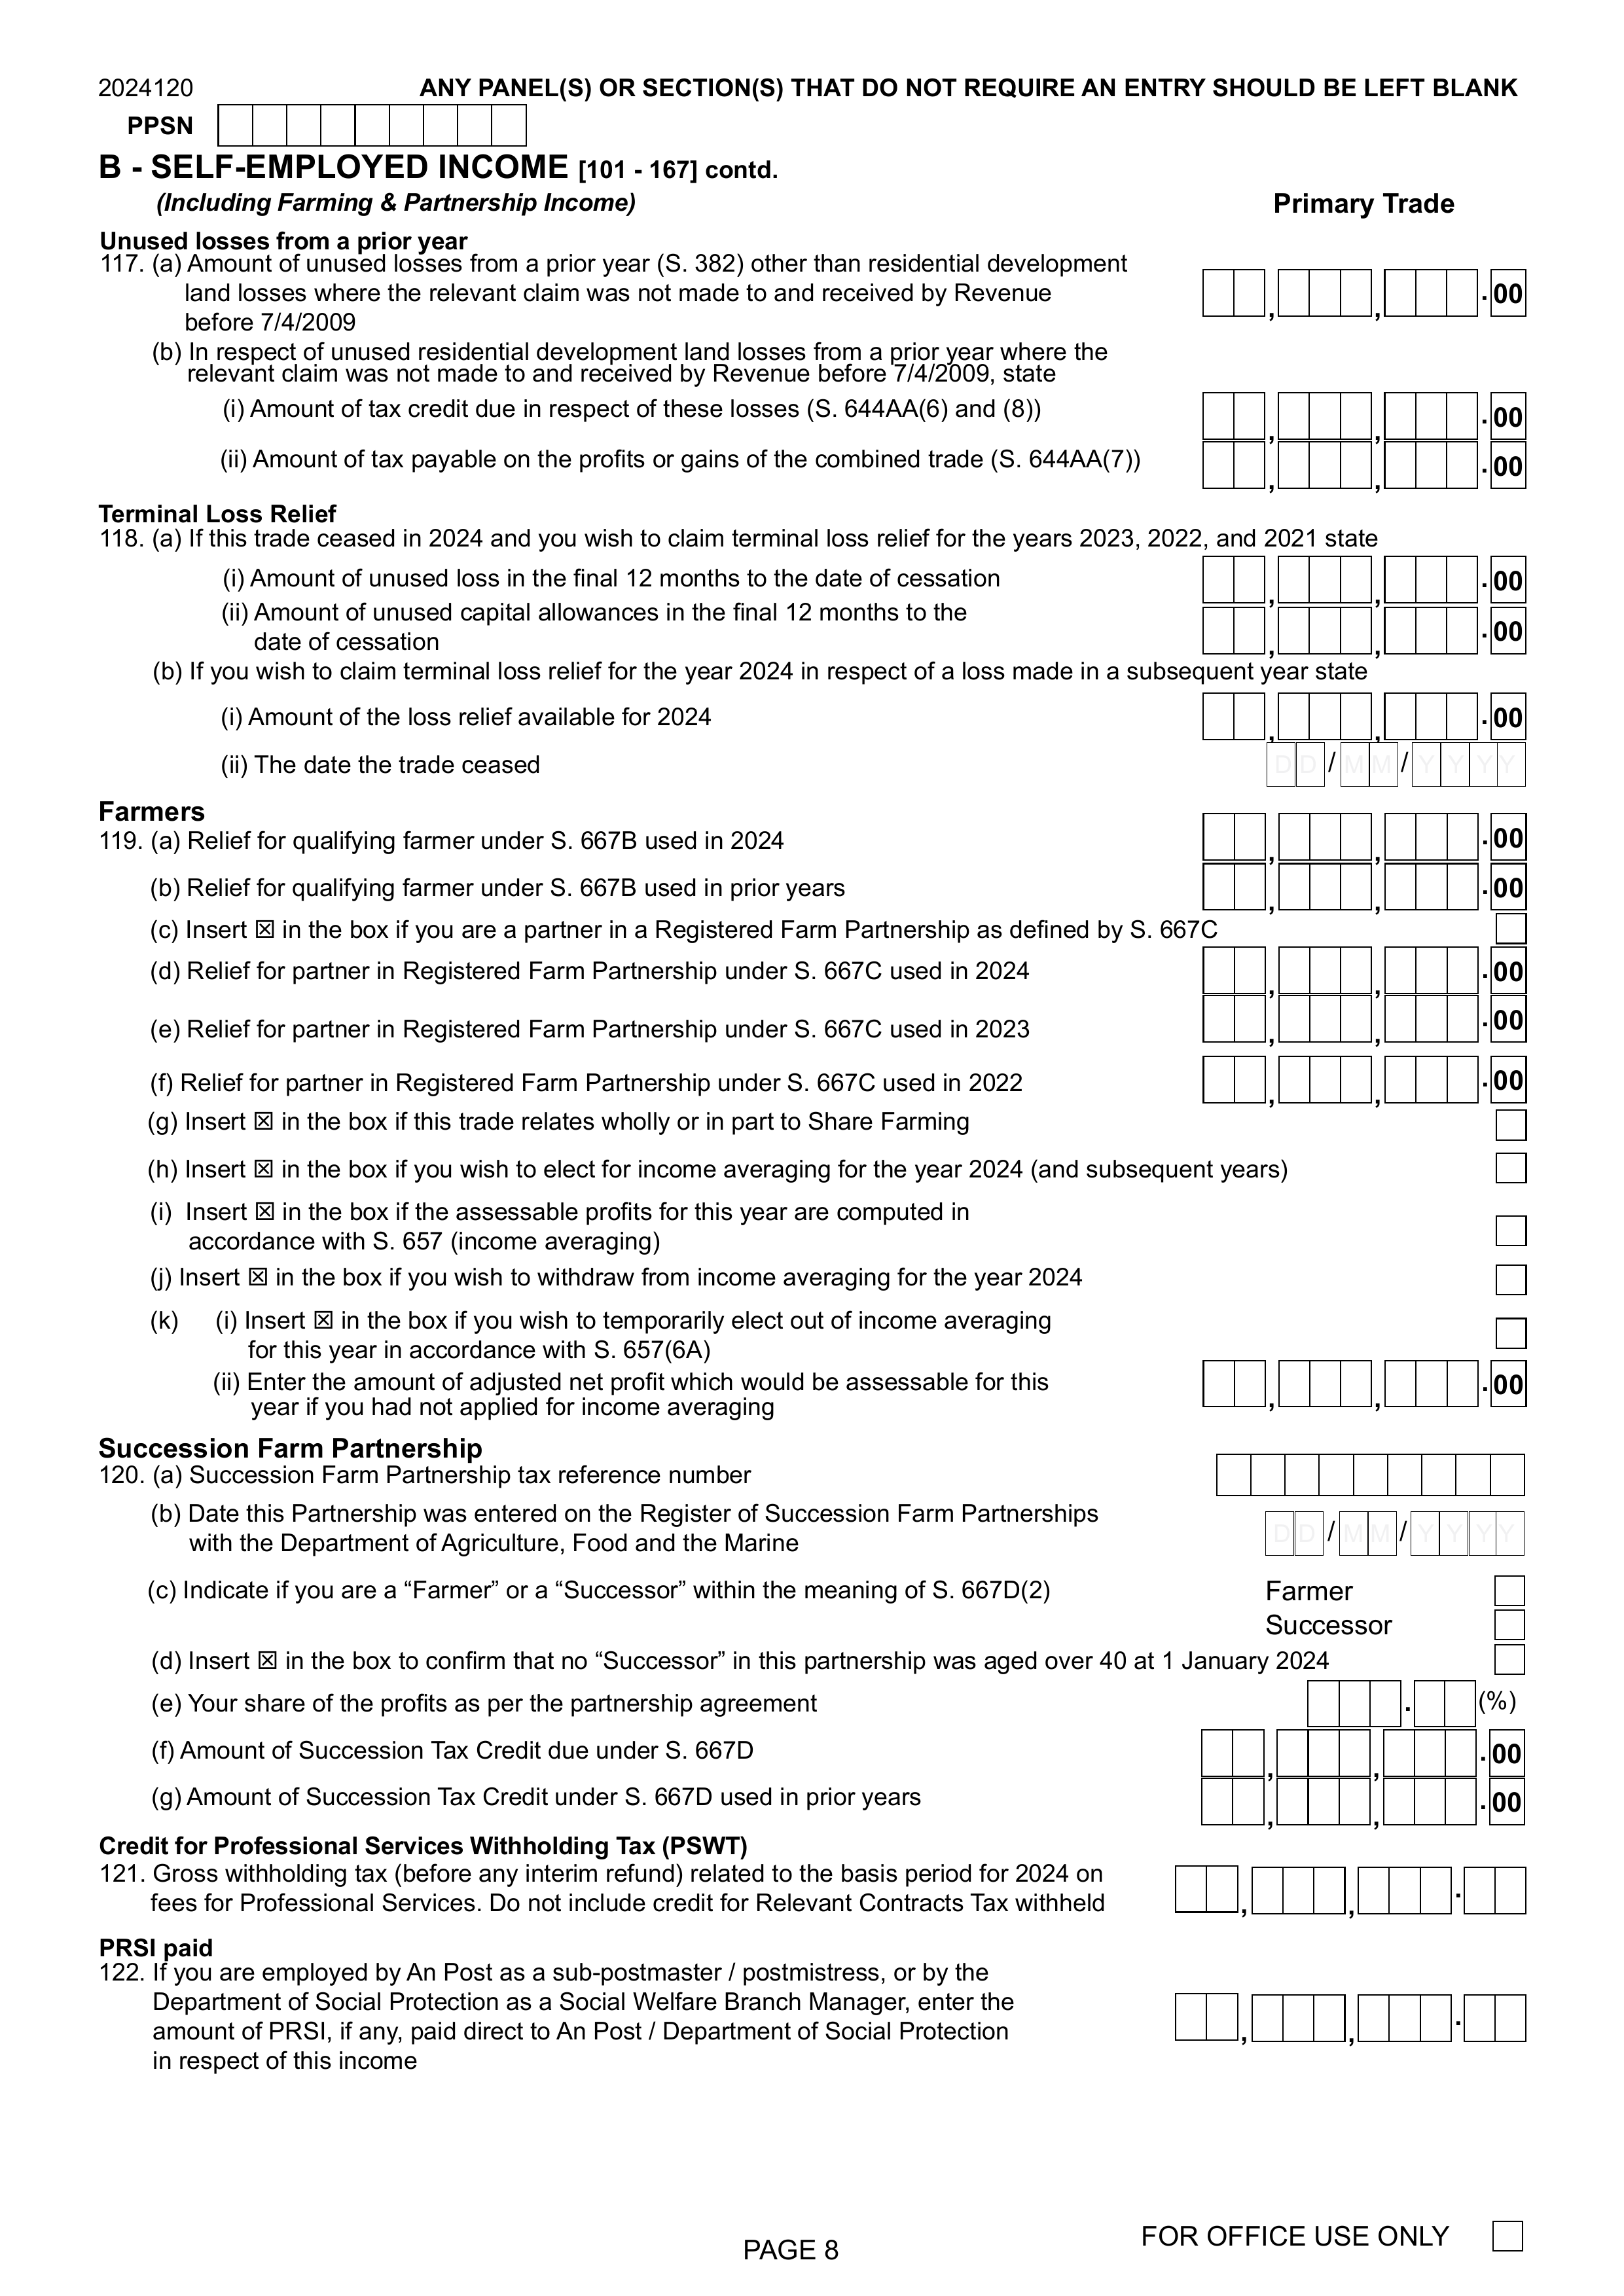 2024120 ANY PANEL(S) OR SECTION(S) THAT DO NOT REQUIRE AN ENTRY SHOULD BE LEFT BLANK
PPSN
B - SELF-EMPLOYED INCOME [101 - 167] contd.
(Including Farming & Partnership Income) Primary Trade
Unused losses from a prior year
117. (a) Amount of unused losses from a prior year (S. 382) other than residential development
land losses where the relevant claim was not made to and received by Revenue
before 7/4/2009 , , .00
(b) In respect of unused residential development land losses from a prior year where the
relevant claim was not made to and received by Revenue before 7/4/2009, state
(i) Amount of tax credit due in respect of these losses (S. 644AA(6) and (8)) , , .00
(ii) Amount of tax payable on the profits or gains of the combined trade (S. 644AA(7)) , , .00
Terminal Loss Relief
118. (a) If this trade ceased in 2024 and you wish to claim terminal loss relief for the years 2023, 2022, and 2021 state
(i) Amount of unused loss in the final 12 months to the date of cessation , , .00
(ii) Amount of unused capital allowances in the final 12 months to the
date of cessation , , .00
(b) If you wish to claim terminal loss relief for the year 2024 in respect of a loss made in a subsequent year state
(i) Amount of the loss relief available for 2024 , , .00
(ii) The date the trade ceased DD/MM/YYYY
Farmers
119. (a) Relief for qualifying farmer under S. 667B used in 2024 , , .00
(b) Relief for qualifying farmer under S. 667B used in prior years , , .00
(c) Insert ☒ in the box if you are a partner in a Registered Farm Partnership as defined by S. 667C
(d) Relief for partner in Registered Farm Partnership under S. 667C used in 2024 , , .00
(e) Relief for partner in Registered Farm Partnership under S. 667C used in 2023 , , .00
(f) Relief for partner in Registered Farm Partnership under S. 667C used in 2022 , , .00
(g) Insert ☒ in the box if this trade relates wholly or in part to Share Farming
(h) Insert ☒ in the box if you wish to elect for income averaging for the year 2024 (and subsequent years)
(i) Insert ☒ in the box if the assessable profits for this year are computed in
accordance with S. 657 (income averaging)
(j) Insert ☒ in the box if you wish to withdraw from income averaging for the year 2024
(k) (i) Insert ☒ in the box if you wish to temporarily elect out of income averaging
for this year in accordance with S. 657(6A)
(ii) Enter the amount of adjusted net profit which would be assessable for this
year if you had not applied for income averaging , , .00
Succession Farm Partnership
120. (a) Succession Farm Partnership tax reference number
(b) Date this Partnership was entered on the Register of Succession Farm Partnerships
with the Department of Agriculture, Food and the Marine DD/MM/YYYY
(c) Indicate if you are a “Farmer” or a “Successor” within the meaning of S. 667D(2) Farmer
Successor
(d) Insert ☒ in the box to confirm that no “Successor” in this partnership was aged over 40 at 1 January 2024
(e) Your share of the profits as per the partnership agreement . (%)
(f) Amount of Succession Tax Credit due under S. 667D , , .00
(g) Amount of Succession Tax Credit under S. 667D used in prior years , , .00
Credit for Professional Services Withholding Tax (PSWT)
121. Gross withholding tax (before any interim refund) related to the basis period for 2024 on
fees for Professional Services. Do not include credit for Relevant Contracts Tax withheld , , .
PRSI paid
122. If you are employed by An Post as a sub-postmaster / postmistress, or by the
Department of Social Protection as a Social Welfare Branch Manager, enter the
amount of PRSI, if any, paid direct to An Post / Department of Social Protection , , .
in respect of this income
PAGE 8 FOR OFFICE USE ONLY